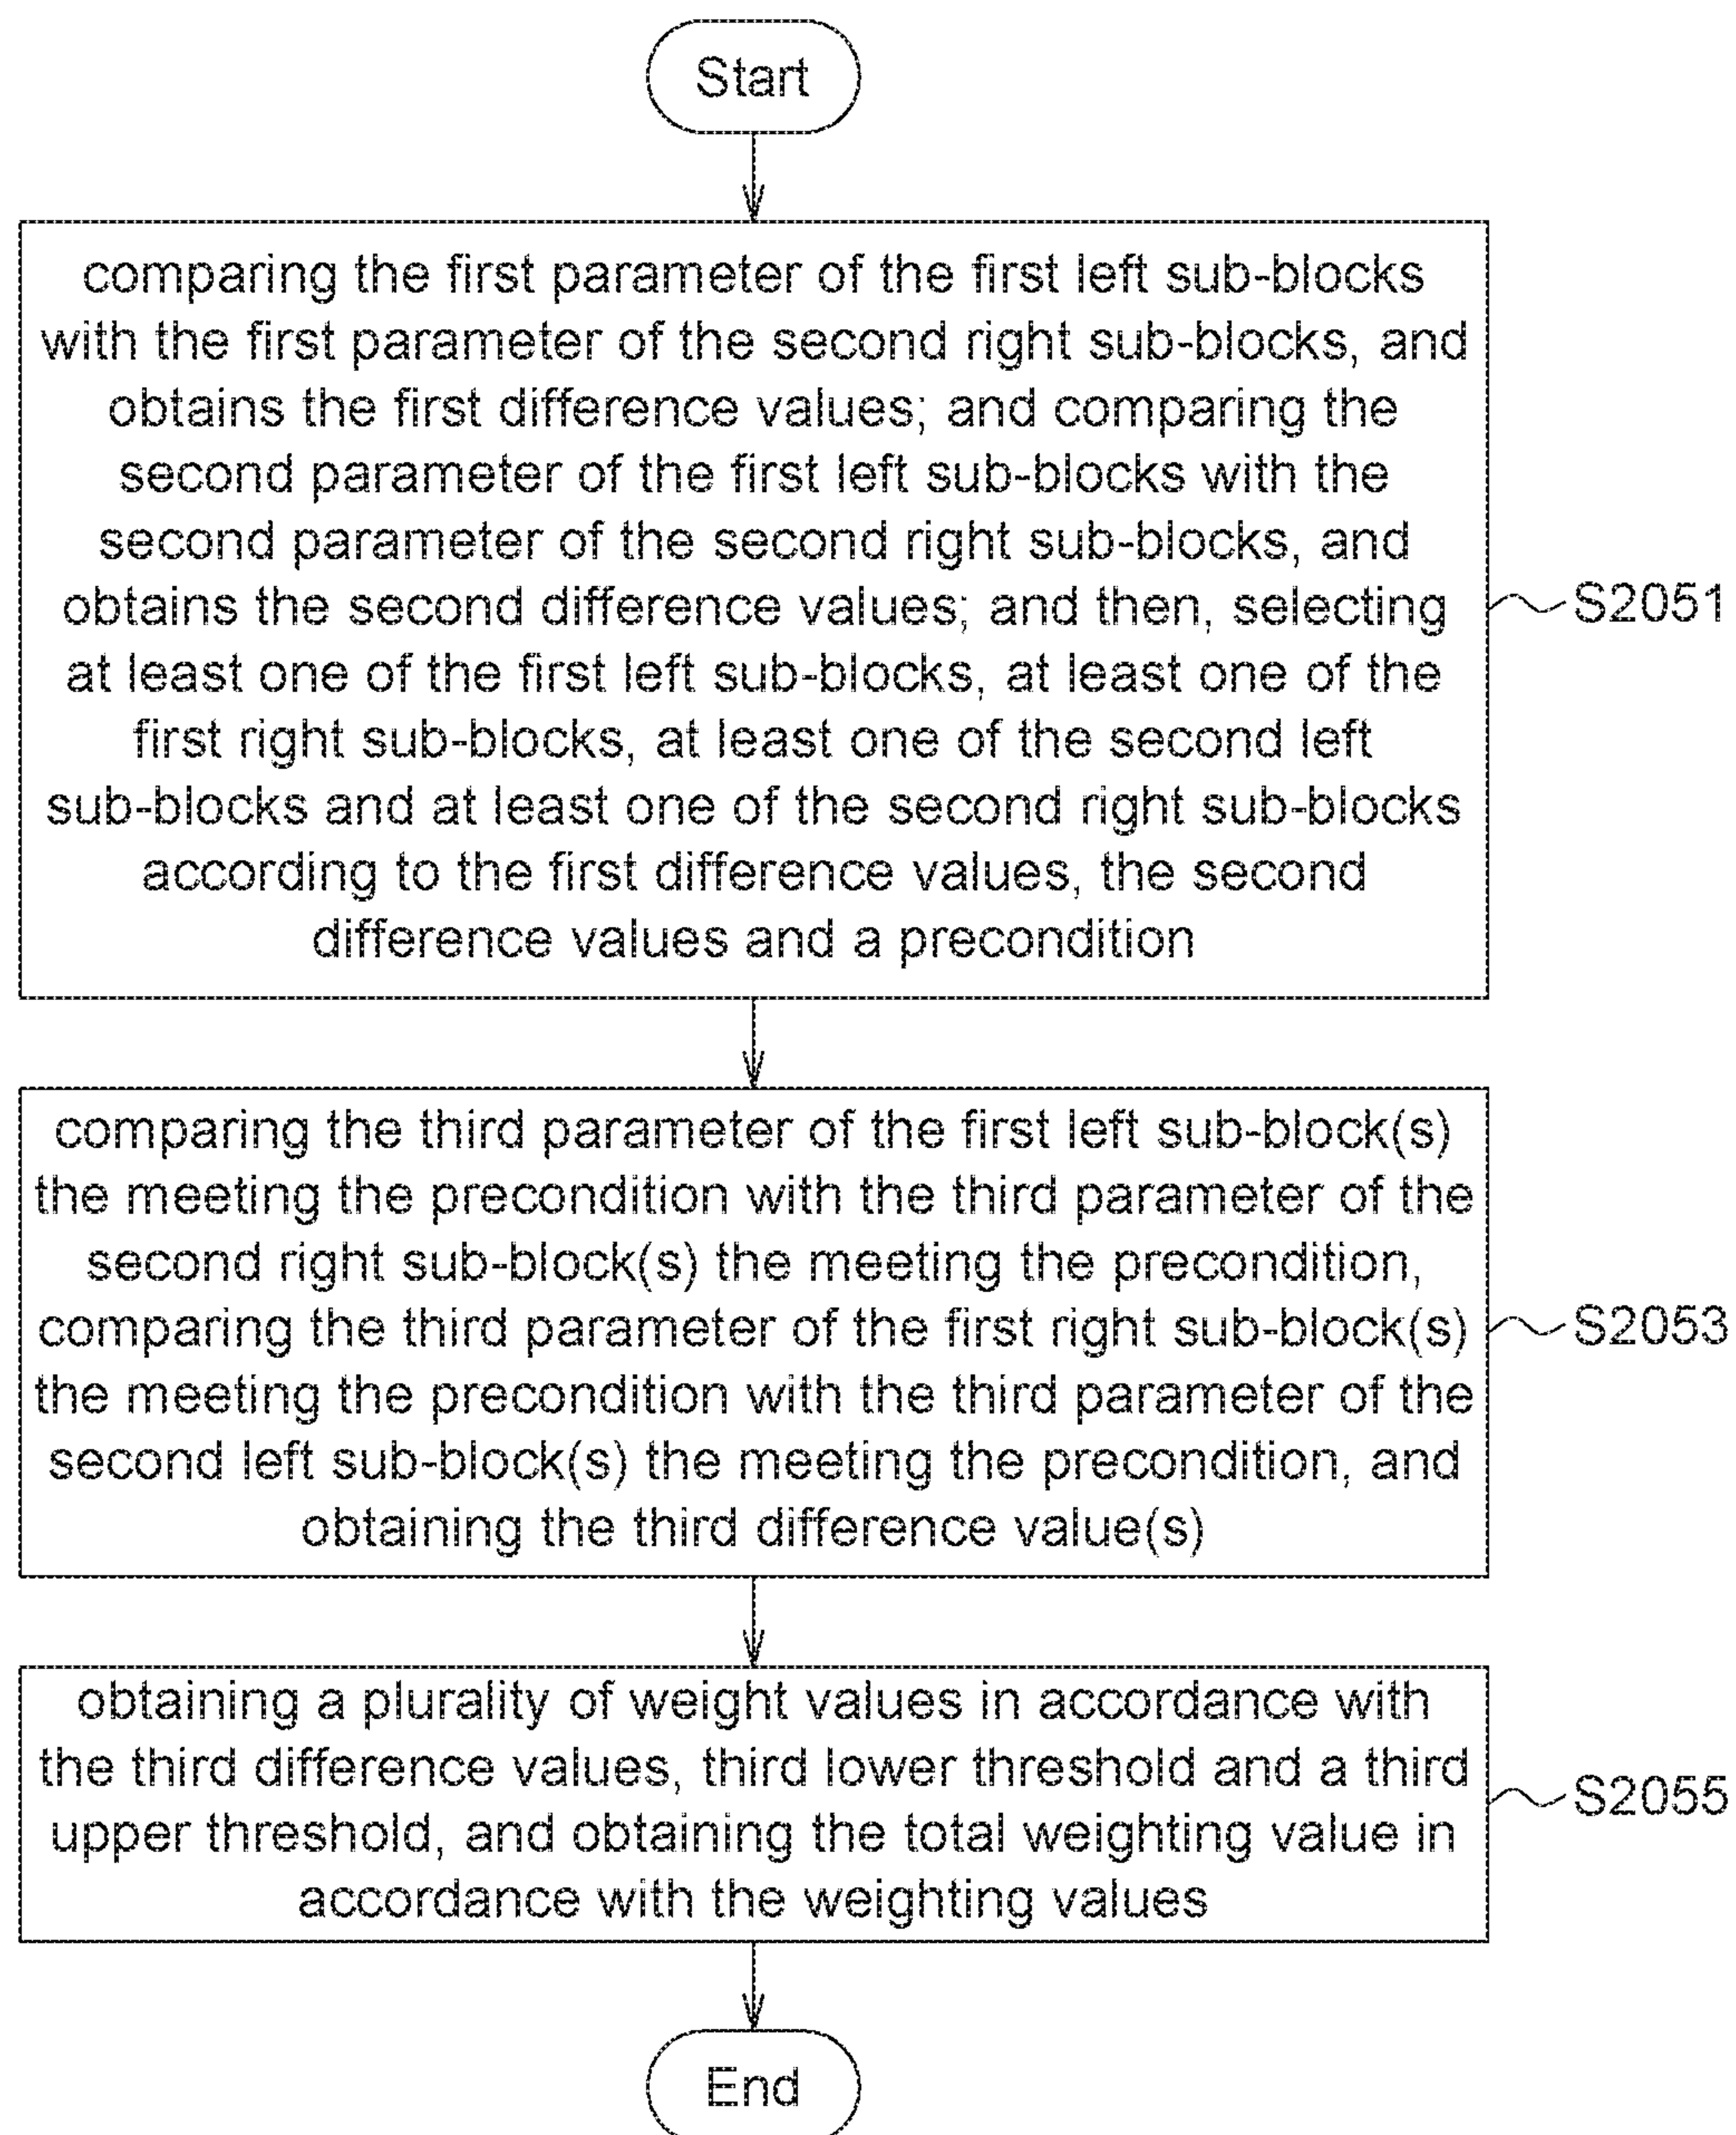 Start
comparing the first parameter of the first left sub-blocks
with the first parameter of the second right sub-blocks, and
obtains the first difference values; and comparing the
second parameter of the first left sub-blocks with the
second parameter of the second right sub-blocks, and
obtains the second difference values; and then, selecting
at least one of the first left sub-blocks, at least one of the
first right sub-blocks, at least one of the second left
sub-blocks and at least one of the second right sub-blocks
according to the first difference values, the second
difference values and a precondition
S2051
comparing the third parameter of the first left sub-block(s)
the meeting the precondition with the third parameter of the
second right sub-block(s) the meeting the precondition,
comparing the third parameter of the first right sub-block(s)
the meeting the precondition with the third parameter of the
second left sub-block(s) the meeting the precondition, and
obtaining the third difference value(s)
S2053
obtaining a plurality of weight values in accordance with
the third difference values, third lower threshold and a third
upper threshold, and obtaining the total weighting value in
accordance with the weighting values
S2055
End